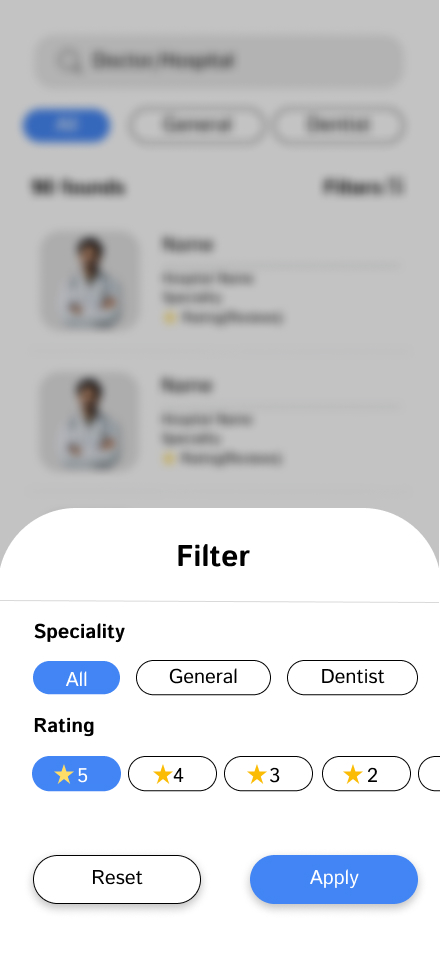 Doctor/Hospital
All General Dentist
90 founds Filters
Name
Hospital Name
Speciality
Rating(Reviews)
Name
Hospital Name
Speciality
Rating(Reviews)
Filter
Speciality
All General Dentist
Rating
5 4 3 2
Reset Apply